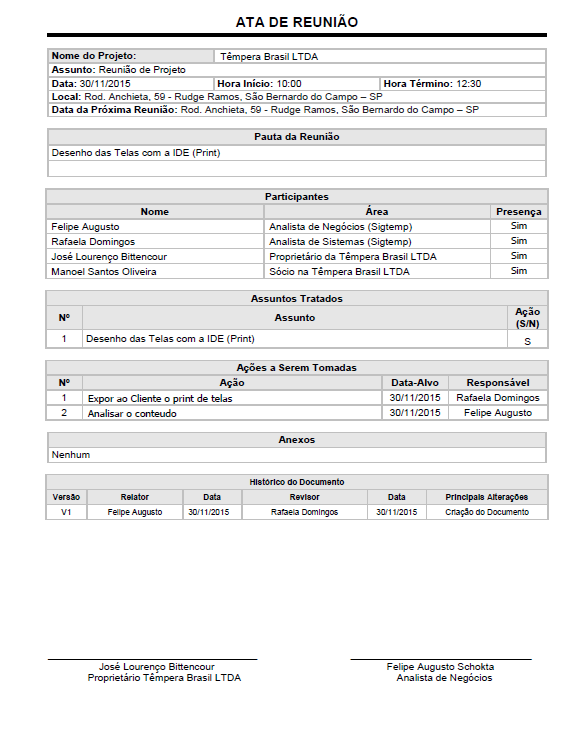 ATA DE REUNIÃO
Nome do Projeto: Têmpera Brasil LTDA
Assunto: Reunião de Projeto
Data: 30/11/2015 Hora Início: 10:00 Hora Término: 12:30
Local: Rod. Anchieta, 59 - Rudge Ramos, São Bernardo do Campo – SP
Data da Próxima Reunião: Rod. Anchieta, 59 - Rudge Ramos, São Bernardo do Campo – SP
Pauta da Reunião
Desenho das Telas com a IDE (Print)
Participantes
Nome Área Presença
Felipe Augusto Analista de Negócios (Sigtemp) Sim
Rafaela Domingos Analista de Sistemas (Sigtemp) Sim
José Lourenço Bittencour Proprietário da Têmpera Brasil LTDA Sim
Manoel Santos Oliveira Sócio na Têmpera Brasil LTDA Sim
Assuntos Tratados
Nº Assunto Ação (S/N)
1 Desenho das Telas com a IDE (Print) S
Ações a Serem Tomadas
Nº Ação Data-Alvo Responsável
1 Expor ao Cliente o print de telas 30/11/2015 Rafaela Domingos
2 Analisar o conteudo 30/11/2015 Felipe Augusto
Anexos
Nenhum
Histórico do Documento
Versão Relator Data Revisor Data Principais Alterações
V1 Felipe Augusto 30/11/2015 Rafaela Domingos 30/11/2015 Criação do Documento
José Lourenço Bittencour Felipe Augusto Schokta
Proprietário Têmpera Brasil LTDA Analista de Negócios